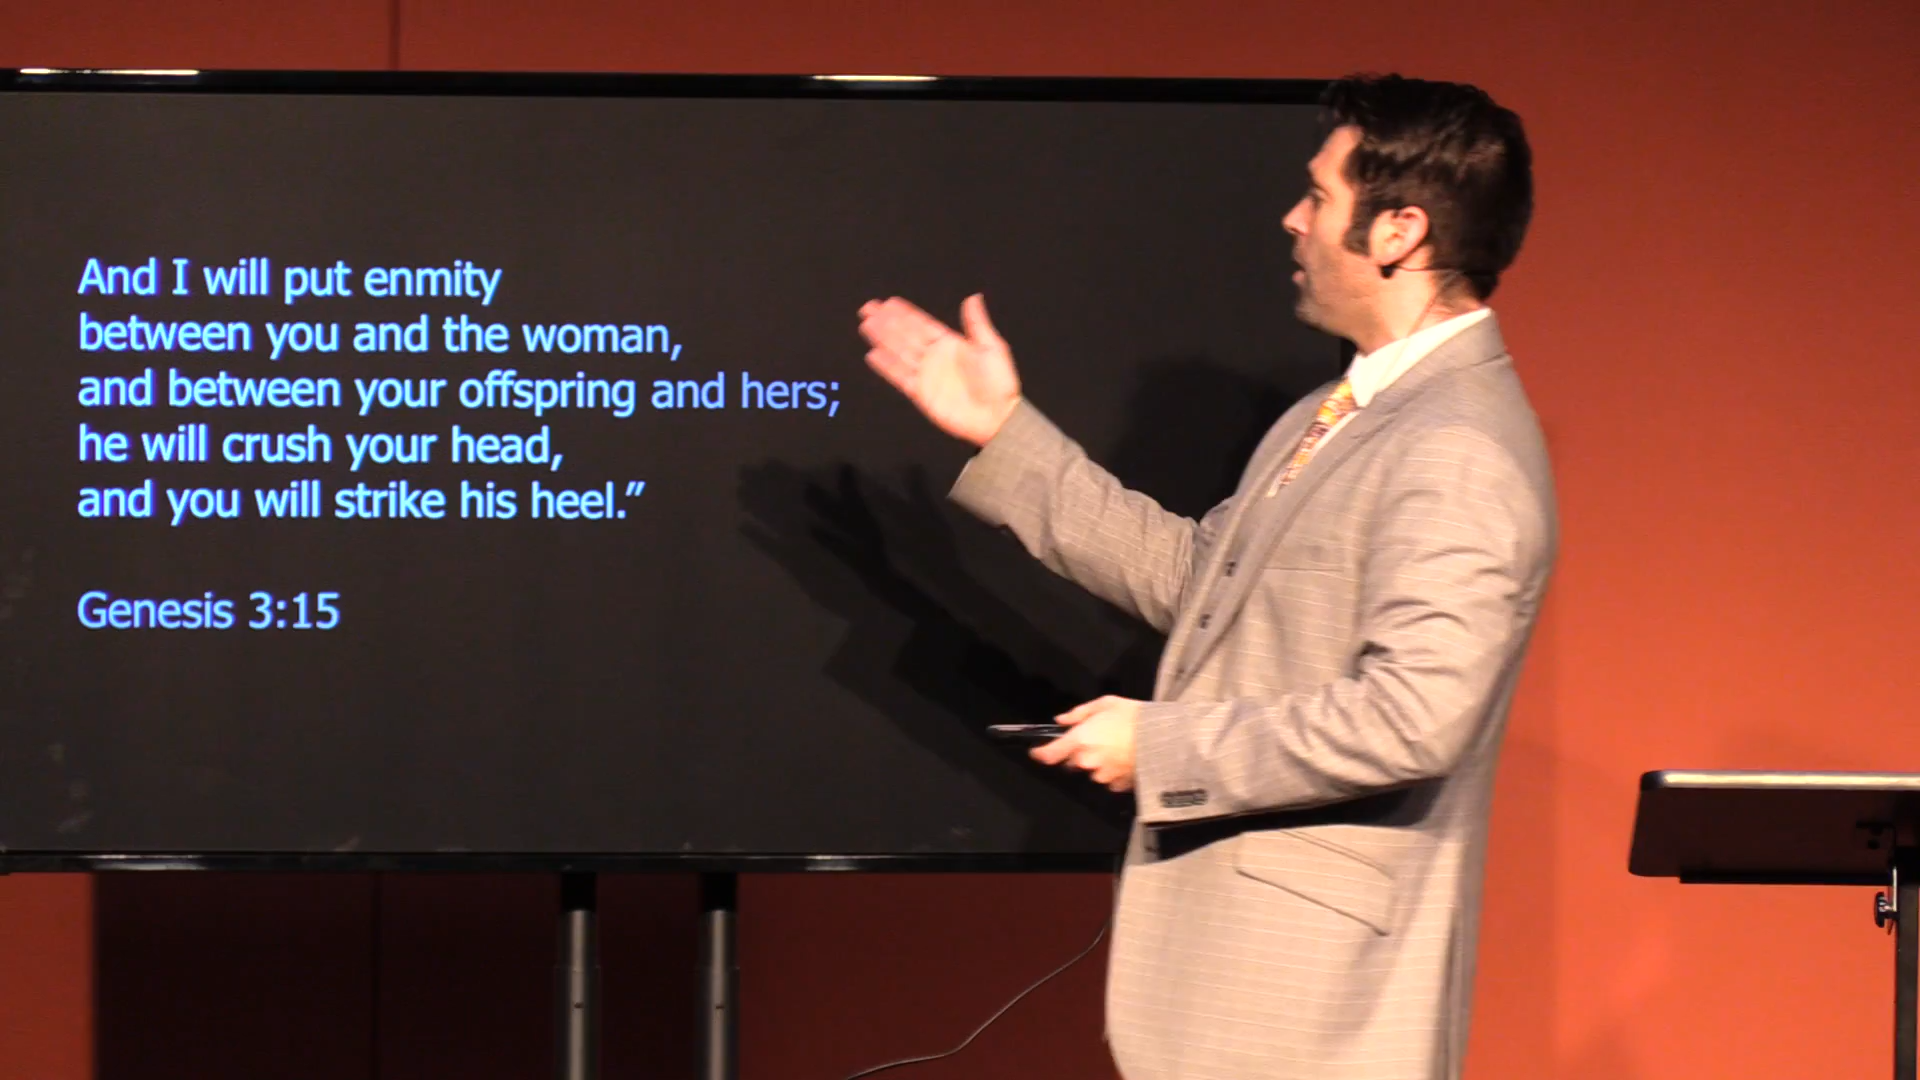 And I will put enmity
between you and the woman,
and between your offspring and hers;
he will crush your head,
and you will strike his heel.”
Genesis 3:15